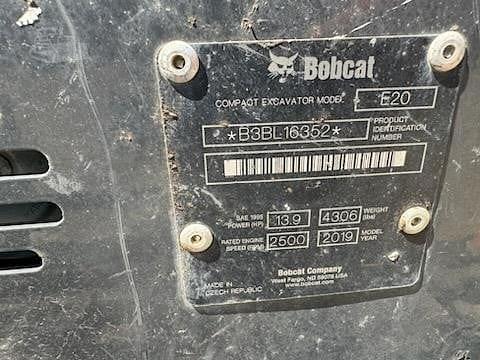 Bobcat
COMPACT EXCAVATOR MODEL E20
*B3BL16352* PRODUCT IDENTIFICATION NUMBER
SAE 1995 POWER (HP) 13.9 4306 WEIGHT (lbs)
RATED ENGINE SPEED (RPM) 2500 2019 MODEL YEAR
Bobcat Company
West Fargo, ND 58078 USA
www.bobcat.com
MADE IN
CZECH REPUBLIC